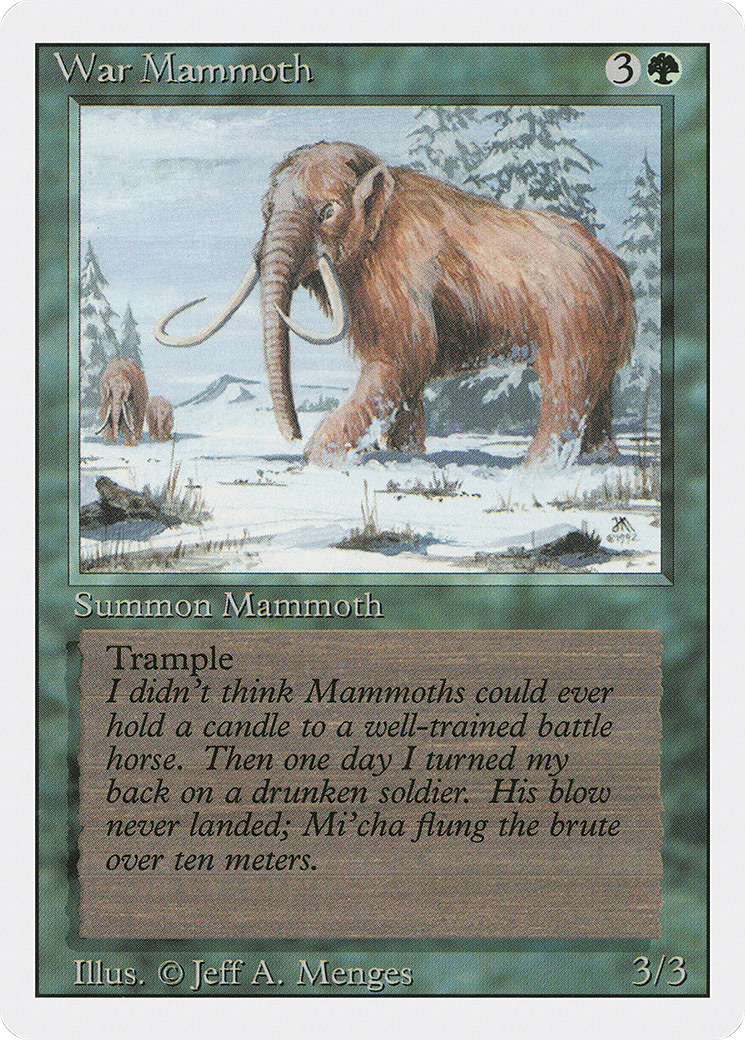 War Mammoth 3
©1992
Summon Mammoth
Trample
I didn't think Mammoths could ever
hold a candle to a well-trained battle
horse. Then one day I turned my
back on a drunken soldier. His blow
never landed; Mi'cha flung the brute
over ten meters.
Illus. © Jeff A. Menges 3/3